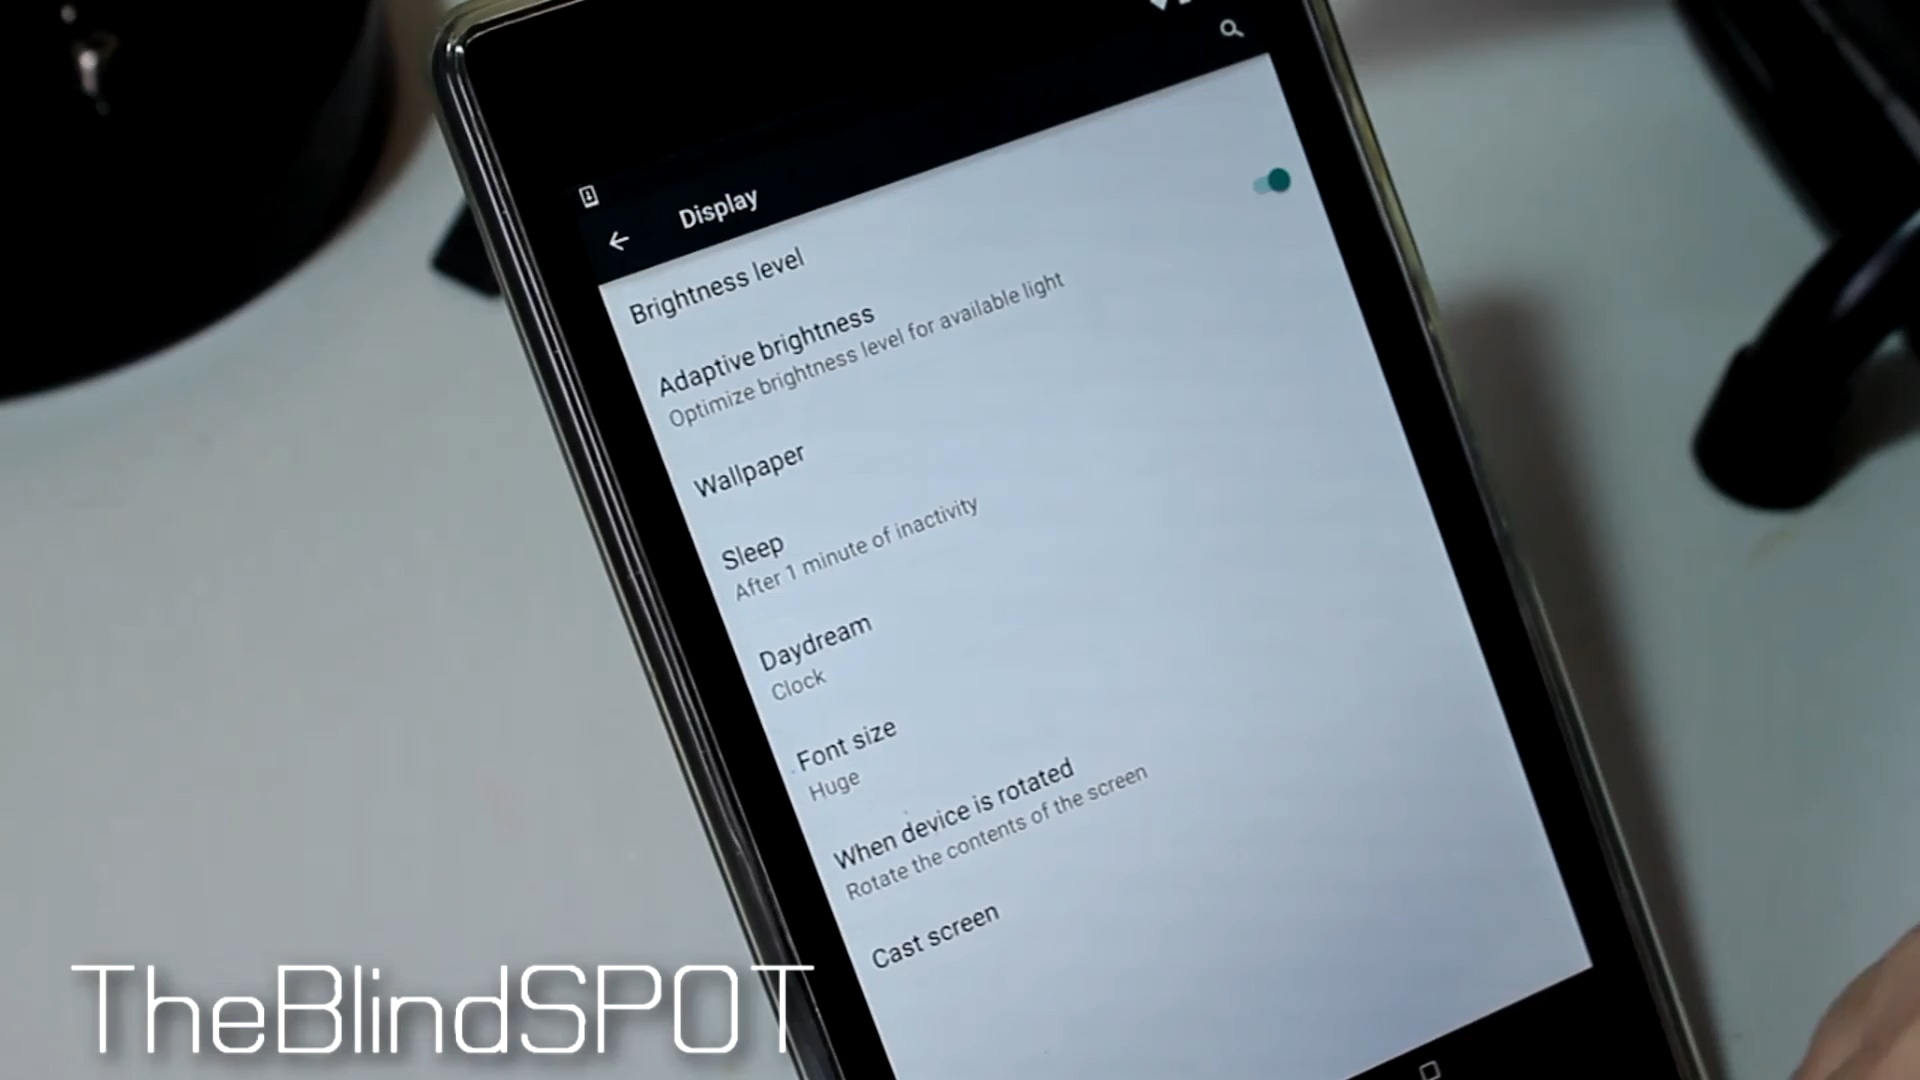 Display
Brightness level
Adaptive brightness
Optimize brightness level for available light
Wallpaper
Sleep
After 1 minute of inactivity
Daydream
Clock
Font size
Huge
When device is rotated
Rotate the contents of the screen
Cast screen
TheBlindSPOT